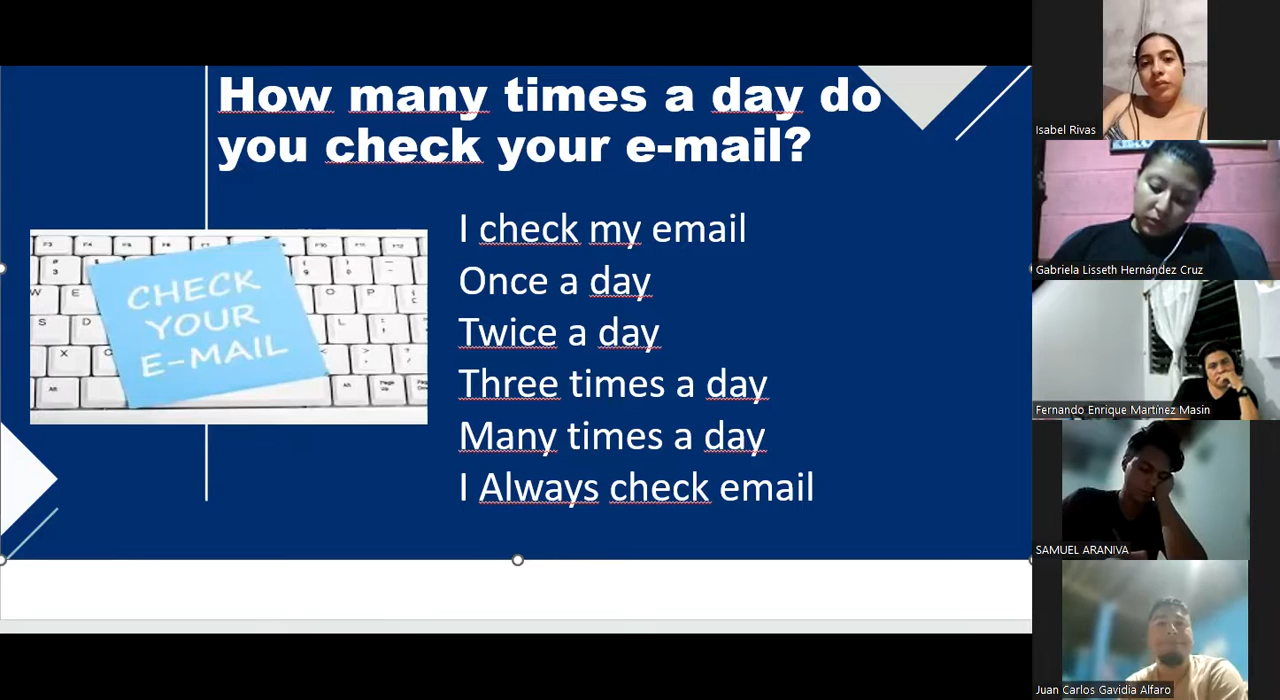 How many times a day do
you check your e-mail?
I check my email
Once a day
Twice a day
Three times a day
Many times a day
I Always check email
CHECK
YOUR
E-MAIL
Isabel Rivas
Gabriela Lisseth Hernández Cruz
Fernando Enrique Martínez Masin
SAMUEL ARANIVA
Juan Carlos Gavidia Alfaro